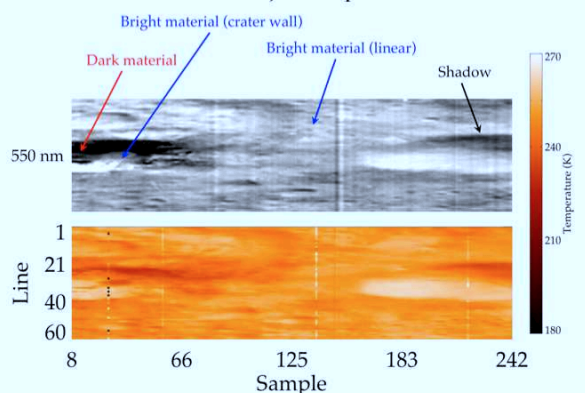 Bright material (crater wall)
Bright material (linear)
Dark material
Shadow
550 nm
270
240
210
180
Temperature (K)
1
21
40
60
Line
8 66 125 183 242
Sample